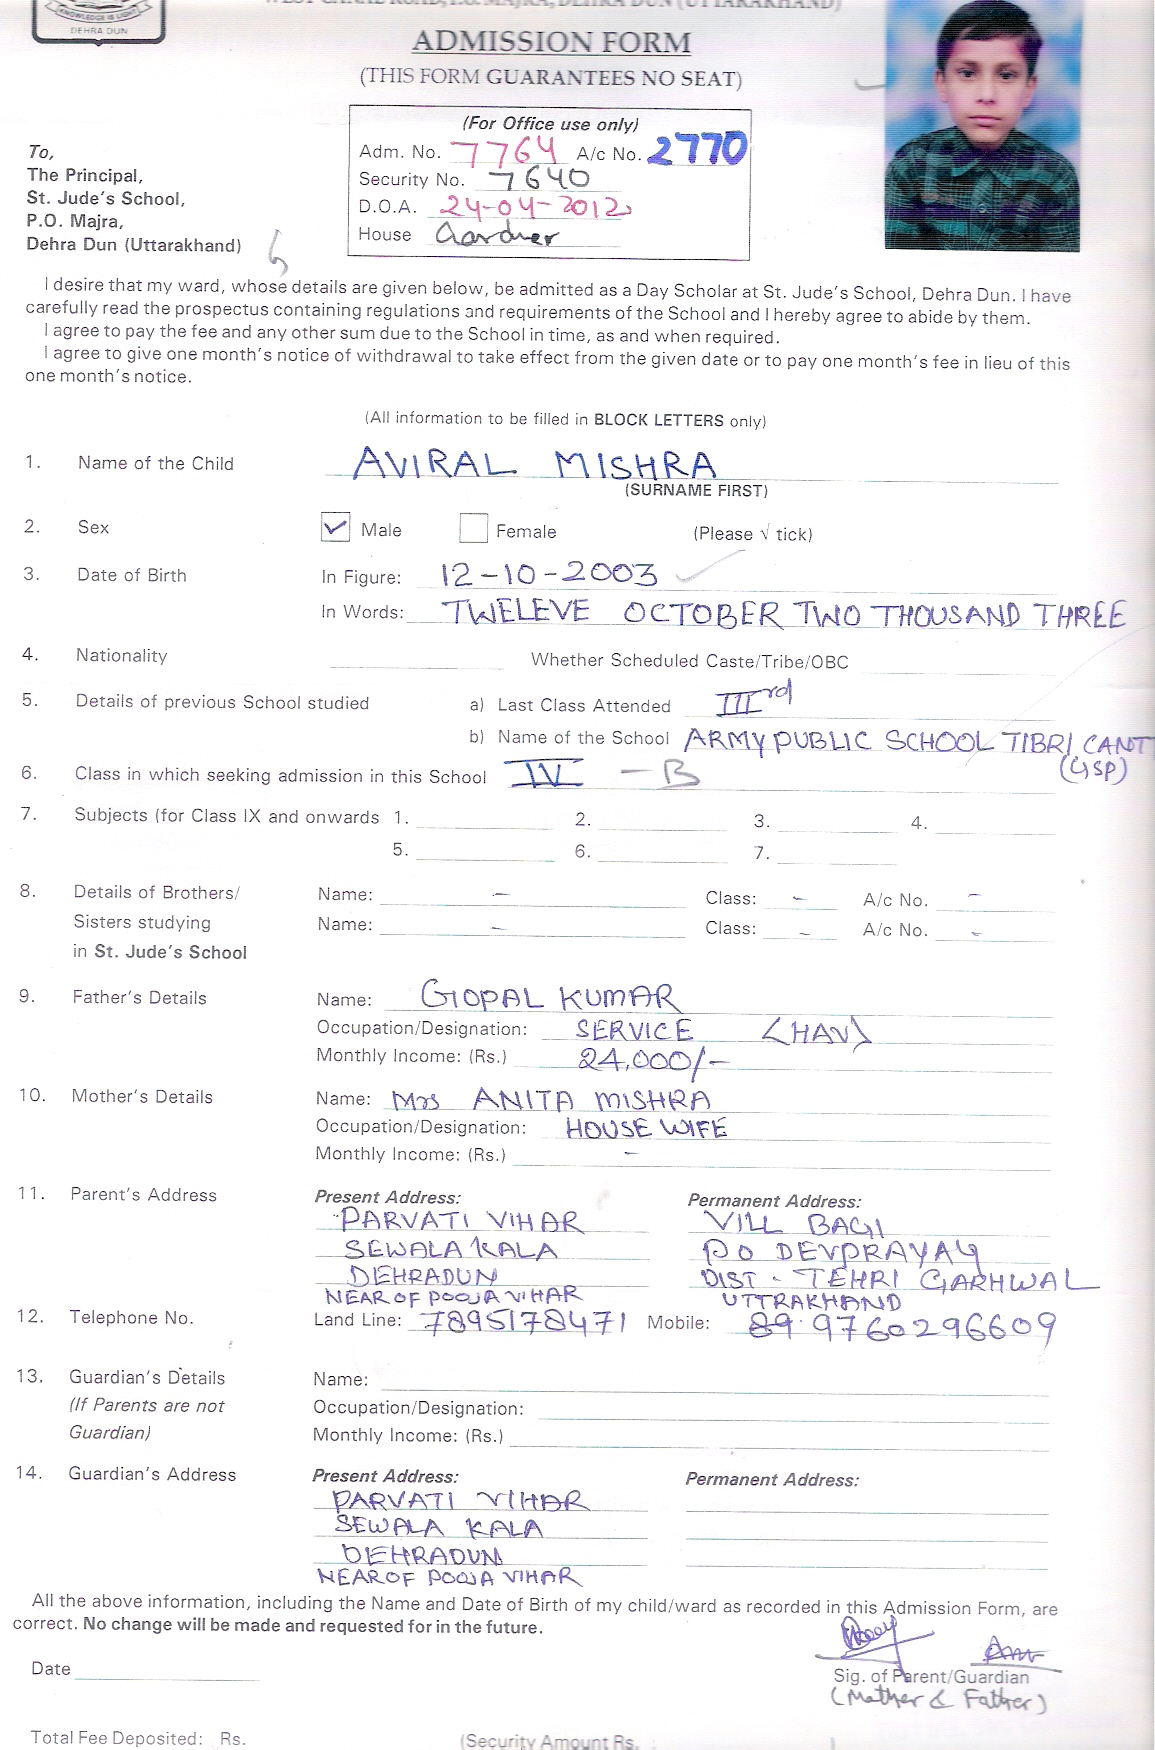 KNOWLEDGE IS LIGHT
DEHRA DUN
WEST CANAL ROAD, P.O. MAJRA, DEHRA DUN (UTTARAKHAND)
ADMISSION FORM
(THIS FORM GUARANTEES NO SEAT)
(For Office use only)
Adm. No. 7764 A/c No. 2770
Security No. 7640
D.O.A. 24-04-2012
House Gardner
To,
The Principal,
St. Jude's School,
P.O. Majra,
Dehra Dun (Uttarakhand)
I desire that my ward, whose details are given below, be admitted as a Day Scholar at St. Jude's School, Dehra Dun. I have
carefully read the prospectus containing regulations and requirements of the School and I hereby agree to abide by them.
I agree to pay the fee and any other sum due to the School in time, as and when required.
I agree to give one month's notice of withdrawal to take effect from the given date or to pay one month's fee in lieu of this
one month's notice.
(All information to be filled in BLOCK LETTERS only)
1. Name of the Child AVIRAL MISHRA
(SURNAME FIRST)
2. Sex ✓ Male Female (Please √ tick)
3. Date of Birth In Figure: 12-10-2003
In Words: TWELEVE OCTOBER TWO THOUSAND THREE
4. Nationality Whether Scheduled Caste/Tribe/OBC
5. Details of previous School studied a) Last Class Attended IIIrd
b) Name of the School ARMY PUBLIC SCHOOL TIBRI CANTT
(GSP)
6. Class in which seeking admission in this School IV - B
7. Subjects (for Class IX and onwards 1. 2. 3. 4.
5. 6. 7.
8. Details of Brothers/ Name: - Class: - A/c No. -
Sisters studying Name: - Class: - A/c No. -
in St. Jude's School
9. Father's Details Name: GOPAL KUMAR
Occupation/Designation: SERVICE (HAV)
Monthly Income: (Rs.) 24,000/-
10. Mother's Details Name: Mrs ANITA MISHRA
Occupation/Designation: HOUSE WIFE
Monthly Income: (Rs.) -
11. Parent's Address Present Address: Permanent Address:
PARVATI VIHAR VILL BAGI
SEWALA KALA PO DEVPRAYAG
DEHRADUN DIST - TEHRI GARHWAL
NEAR OF POOJA VIHAR UTTRAKHAND
12. Telephone No. Land Line: 7895178471 Mobile: 89 9760296609
13. Guardian's Details Name:
(If Parents are not Occupation/Designation:
Guardian) Monthly Income: (Rs.)
14. Guardian's Address Present Address: Permanent Address:
PARVATI VIHAR
SEWALA KALA
DEHRADUN
NEAR OF POOJA VIHAR
All the above information, including the Name and Date of Birth of my child/ward as recorded in this Admission Form, are
correct. No change will be made and requested for in the future.
Date Sig. of Parent/Guardian
(Mother & Father)
Total Fee Deposited: Rs. (Security Amount Rs.